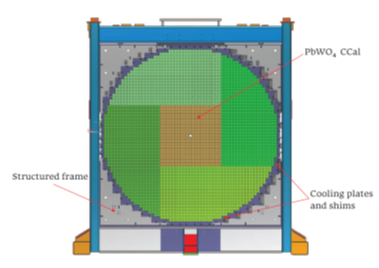 PbWO₄ CCal
Structured frame
Cooling plates
and shims